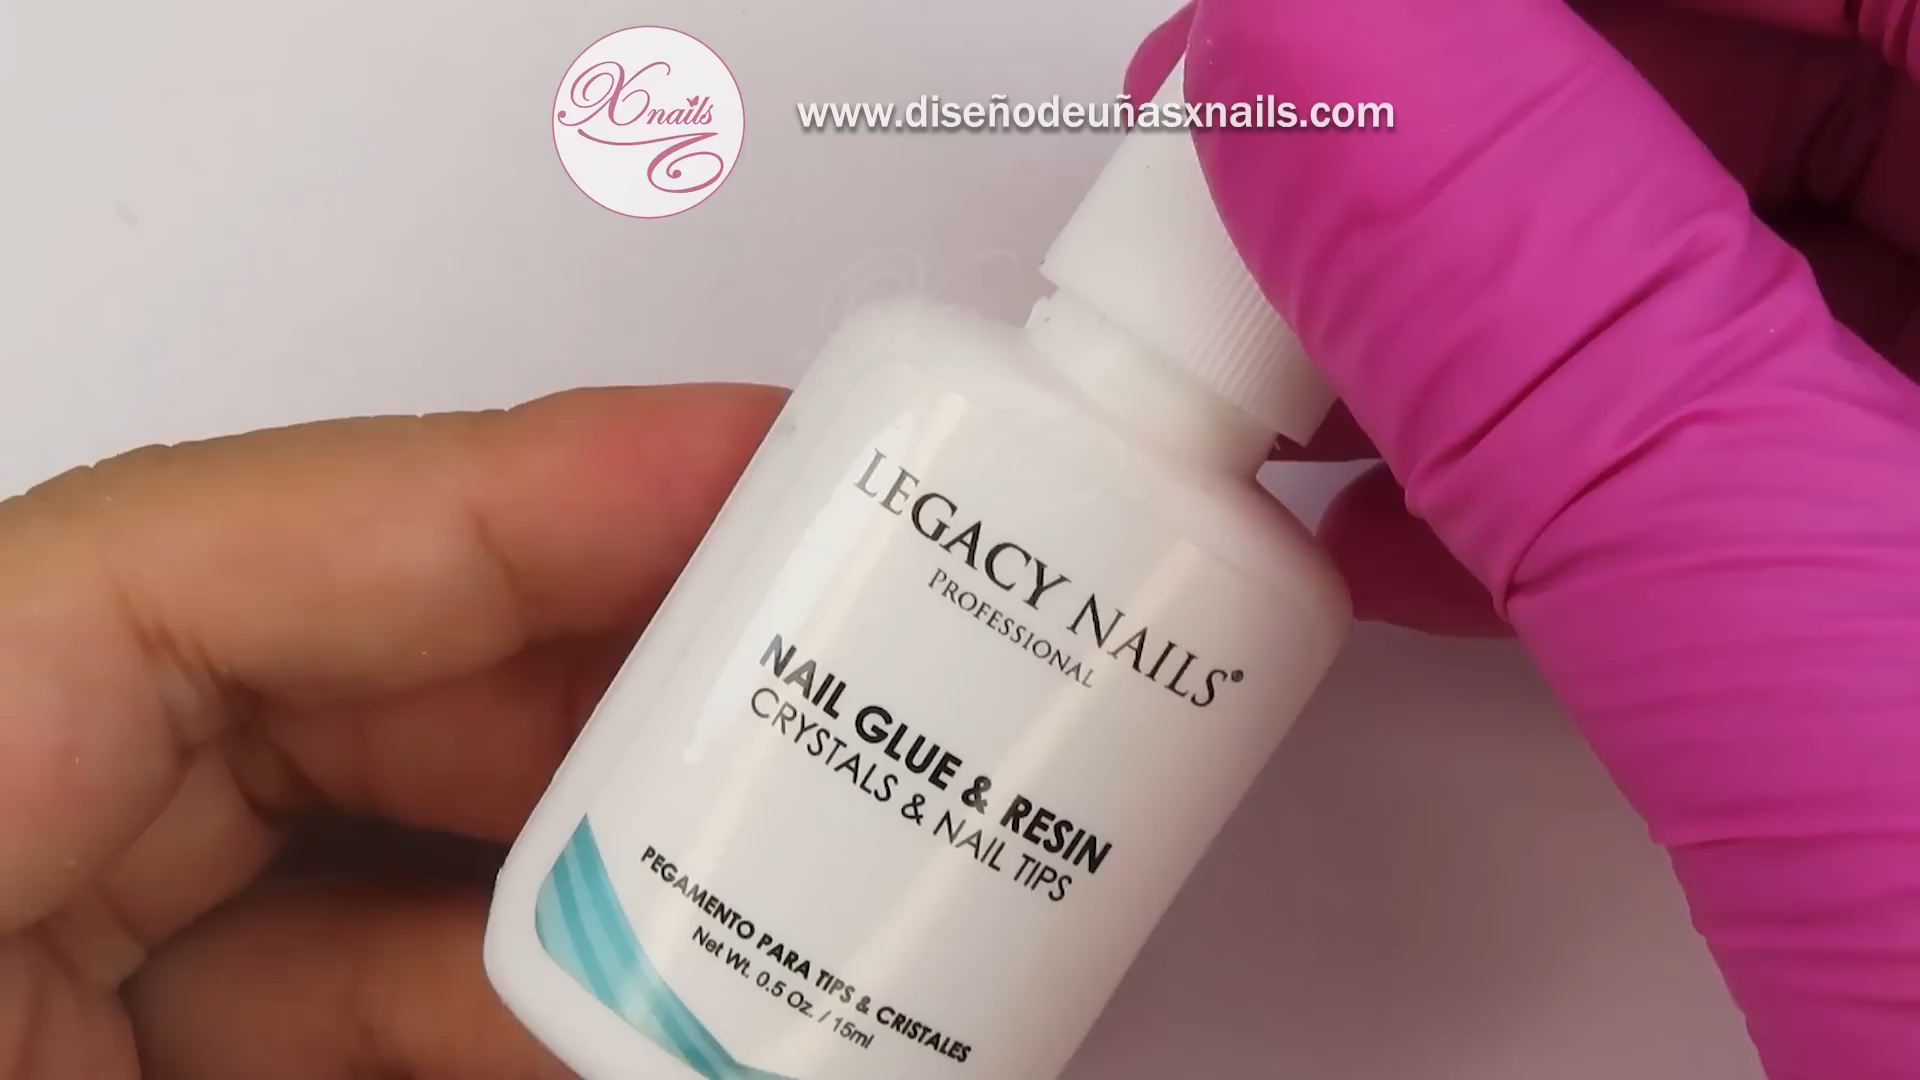 Xnails
www.diseñodeuñasxnails.com
LEGACY NAILS®
PROFESSIONAL
NAIL GLUE & RESIN
CRYSTALS & NAIL TIPS
PEGAMENTO PARA TIPS & CRISTALES
Net Wt. 0.5 Oz. / 15ml